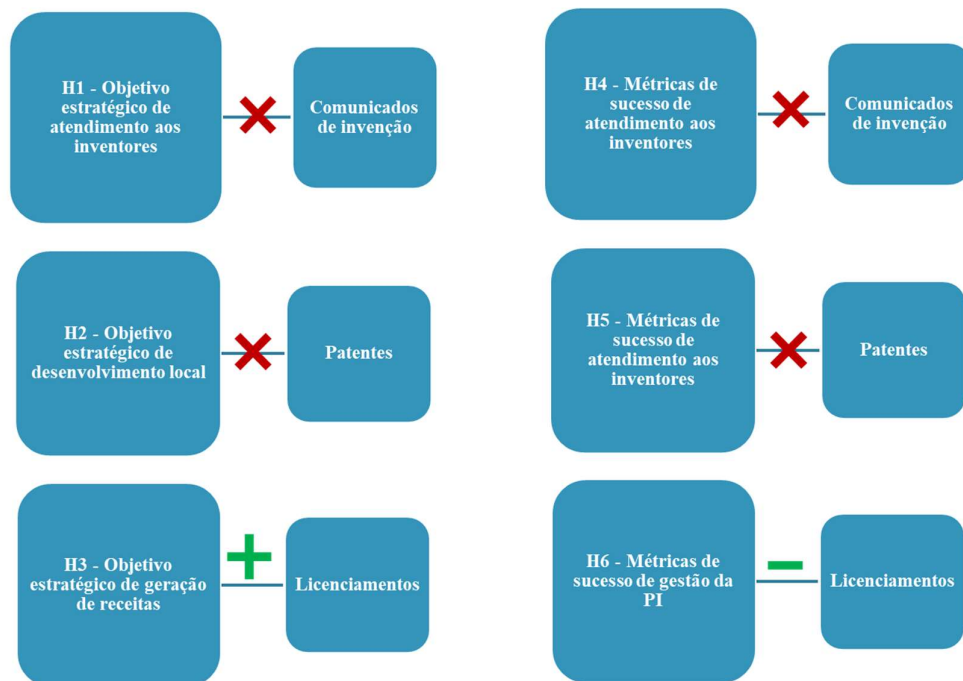 H1 - Objetivo
estratégico de
atendimento aos
inventores
Comunicados
de invenção
H4 - Métricas de
sucesso de
atendimento aos
inventores
Comunicados
de invenção
H2 - Objetivo
estratégico de
desenvolvimento local
Patentes
H5 - Métricas de
sucesso de
atendimento aos
inventores
Patentes
H3 - Objetivo
estratégico de geração
de receitas
Licenciamentos
H6 - Métricas de
sucesso de gestão da
PI
Licenciamentos